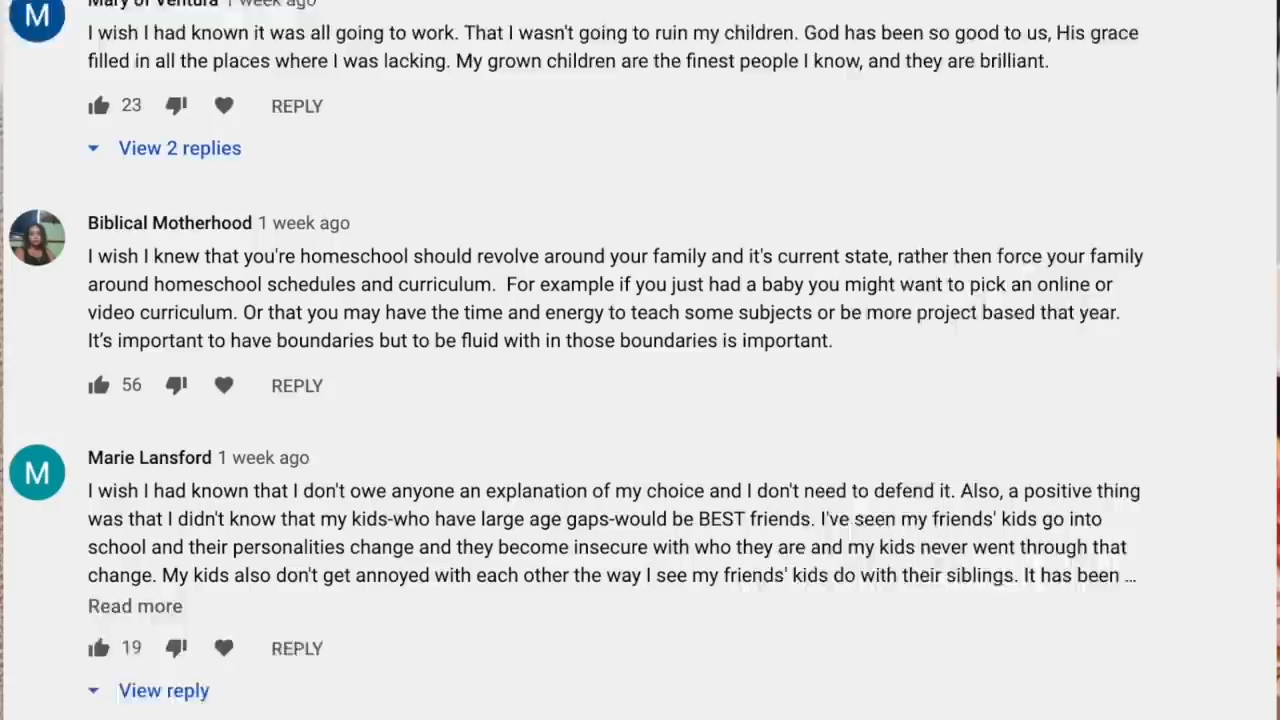 M Mary of Ventura 1 week ago
I wish I had known it was all going to work. That I wasn't going to ruin my children. God has been so good to us, His grace
filled in all the places where I was lacking. My grown children are the finest people I know, and they are brilliant.
23 REPLY
View 2 replies
Biblical Motherhood 1 week ago
I wish I knew that you're homeschool should revolve around your family and it's current state, rather then force your family
around homeschool schedules and curriculum. For example if you just had a baby you might want to pick an online or
video curriculum. Or that you may have the time and energy to teach some subjects or be more project based that year.
It’s important to have boundaries but to be fluid with in those boundaries is important.
56 REPLY
M Marie Lansford 1 week ago
I wish I had known that I don't owe anyone an explanation of my choice and I don't need to defend it. Also, a positive thing
was that I didn't know that my kids-who have large age gaps-would be BEST friends. I've seen my friends' kids go into
school and their personalities change and they become insecure with who they are and my kids never went through that
change. My kids also don't get annoyed with each other the way I see my friends' kids do with their siblings. It has been ...
Read more
19 REPLY
View reply